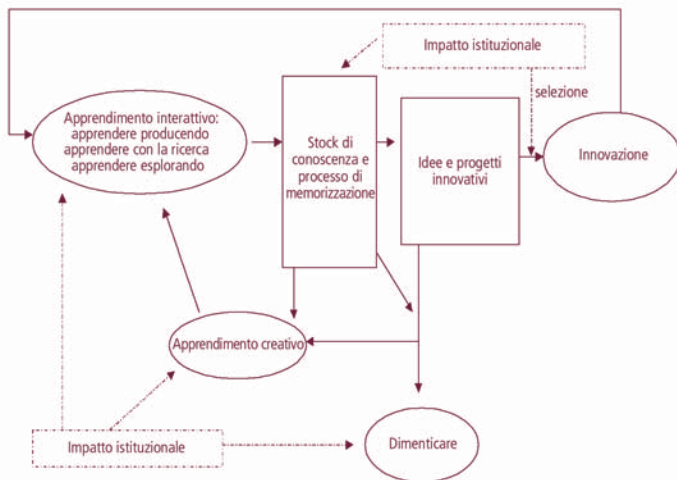 Impatto istituzionale
selezione
Apprendimento interattivo:
apprendere producendo
apprendere con la ricerca
apprendere esplorando
Stock di
conoscenza e
processo di
memorizzazione
Idee e progetti
innovativi
Innovazione
Apprendimento creativo
Impatto istituzionale
Dimenticare